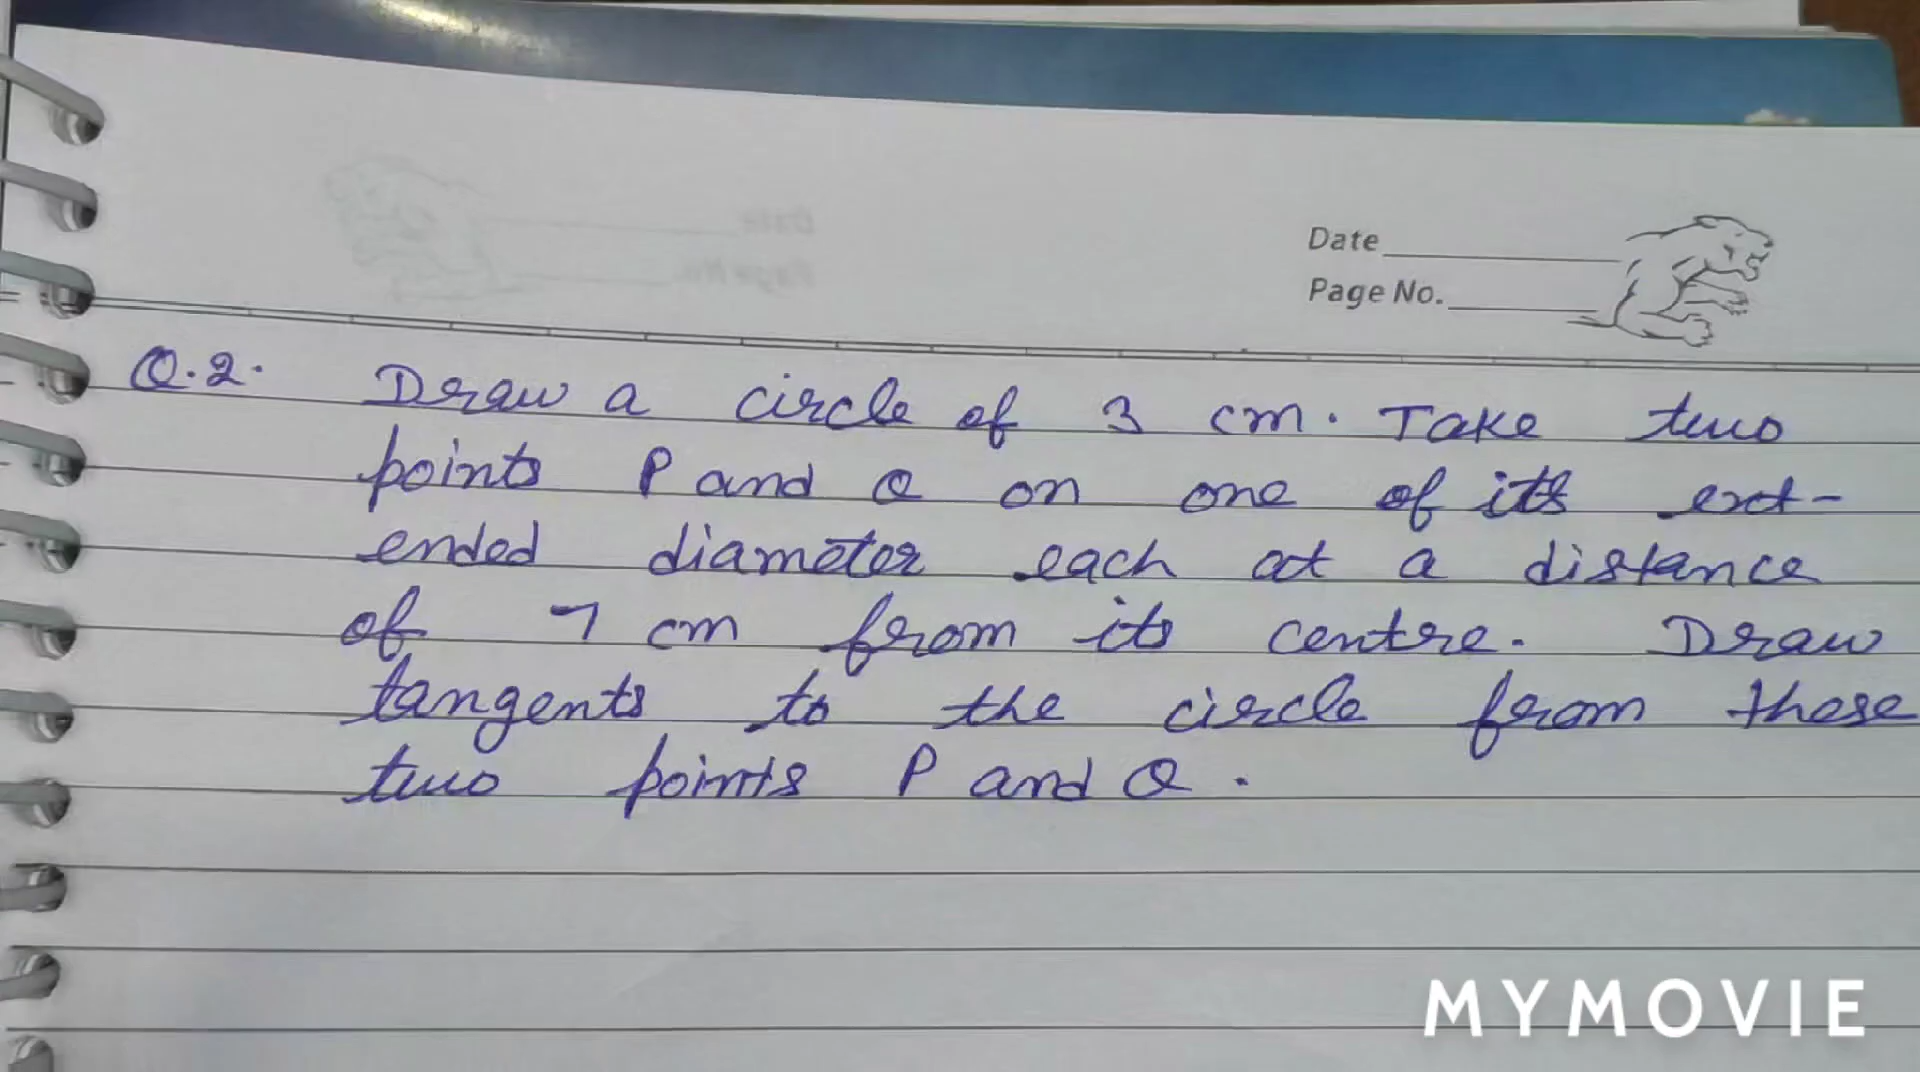 Date
Page No.
Q.2. Draw a circle of 3 cm. Take two
points P and Q on one of its ext-
ended diameter each at a distance
of 7 cm from its centre. Draw
tangents to the circle from these
two points P and Q.
MYMOVIE